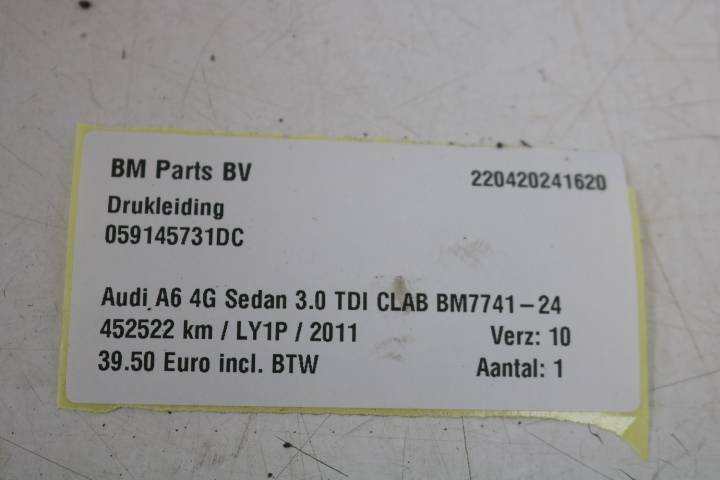 BM Parts BV 220420241620
Drukleiding
059145731DC
Audi A6 4G Sedan 3.0 TDI CLAB BM7741-24
452522 km / LY1P / 2011 Verz: 10
39.50 Euro incl. BTW Aantal: 1